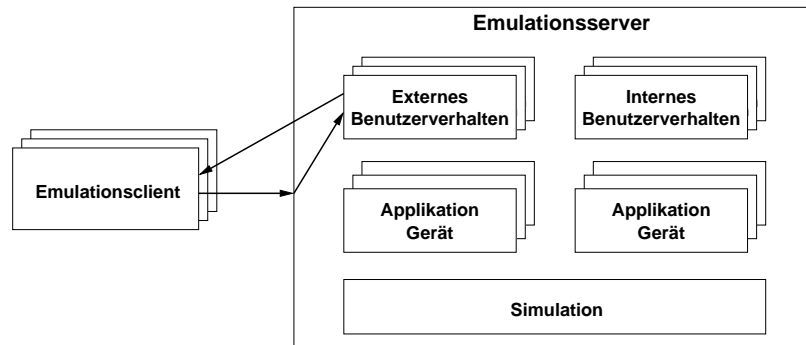 Emulationsserver
Externes
Benutzerverhalten
Internes
Benutzerverhalten
Emulationsclient
Applikation
Gerät
Applikation
Gerät
Simulation